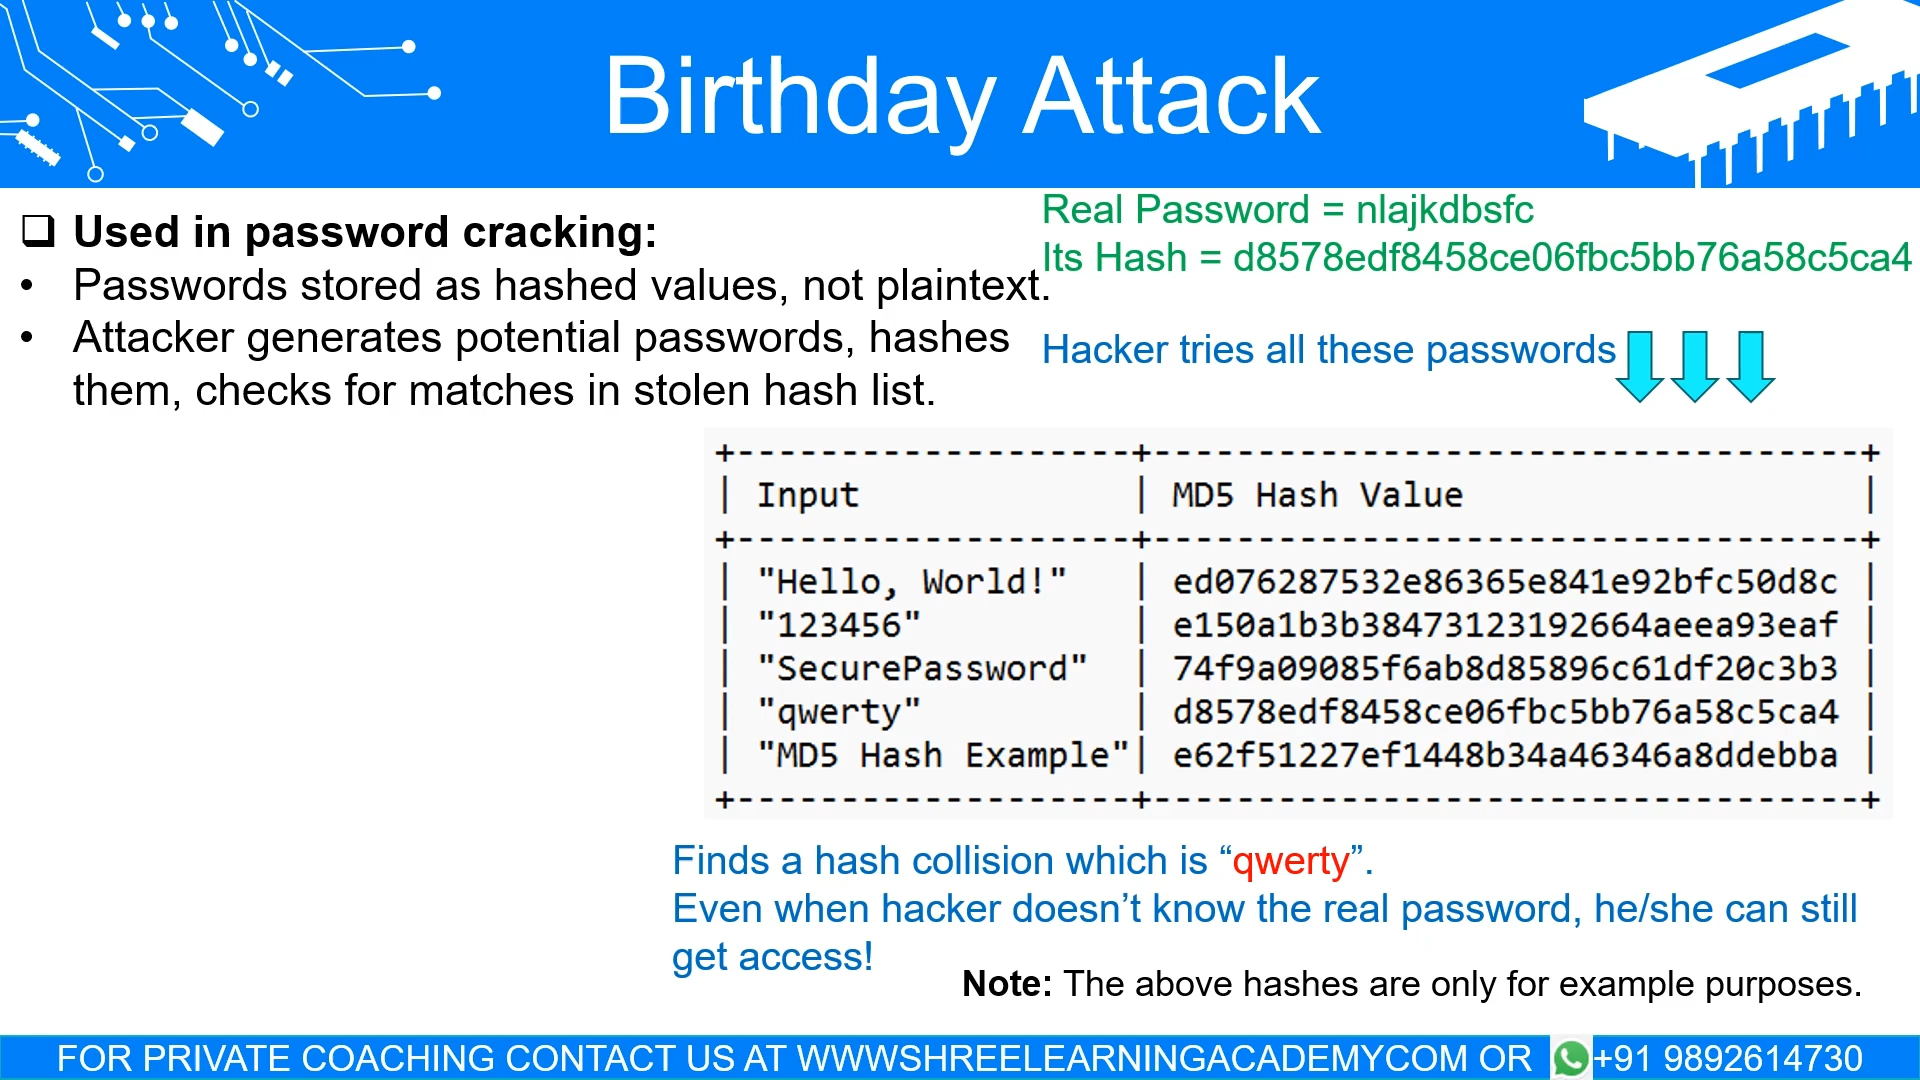 Birthday Attack
Used in password cracking:
• Passwords stored as hashed values, not plaintext.
• Attacker generates potential passwords, hashes
them, checks for matches in stolen hash list.
Real Password = nlajkdbsfc
Its Hash = d8578edf8458ce06fbc5bb76a58c5ca4
Hacker tries all these passwords
+-------------------+----------------------------------+
| Input | MD5 Hash Value |
+-------------------+----------------------------------+
| "Hello, World!" | ed076287532e86365e841e92bfc50d8c |
| "123456" | e150a1b3b38473123192664aeea93eaf |
| "SecurePassword" | 74f9a09085f6ab8d85896c61df20c3b3 |
| "qwerty" | d8578edf8458ce06fbc5bb76a58c5ca4 |
| "MD5 Hash Example"| e62f51227ef1448b34a46346a8ddebba |
+-------------------+----------------------------------+
Finds a hash collision which is “qwerty”.
Even when hacker doesn’t know the real password, he/she can still
get access!
Note: The above hashes are only for example purposes.
FOR PRIVATE COACHING CONTACT US AT WWWSHREELEARNINGACADEMYCOM OR +91 9892614730